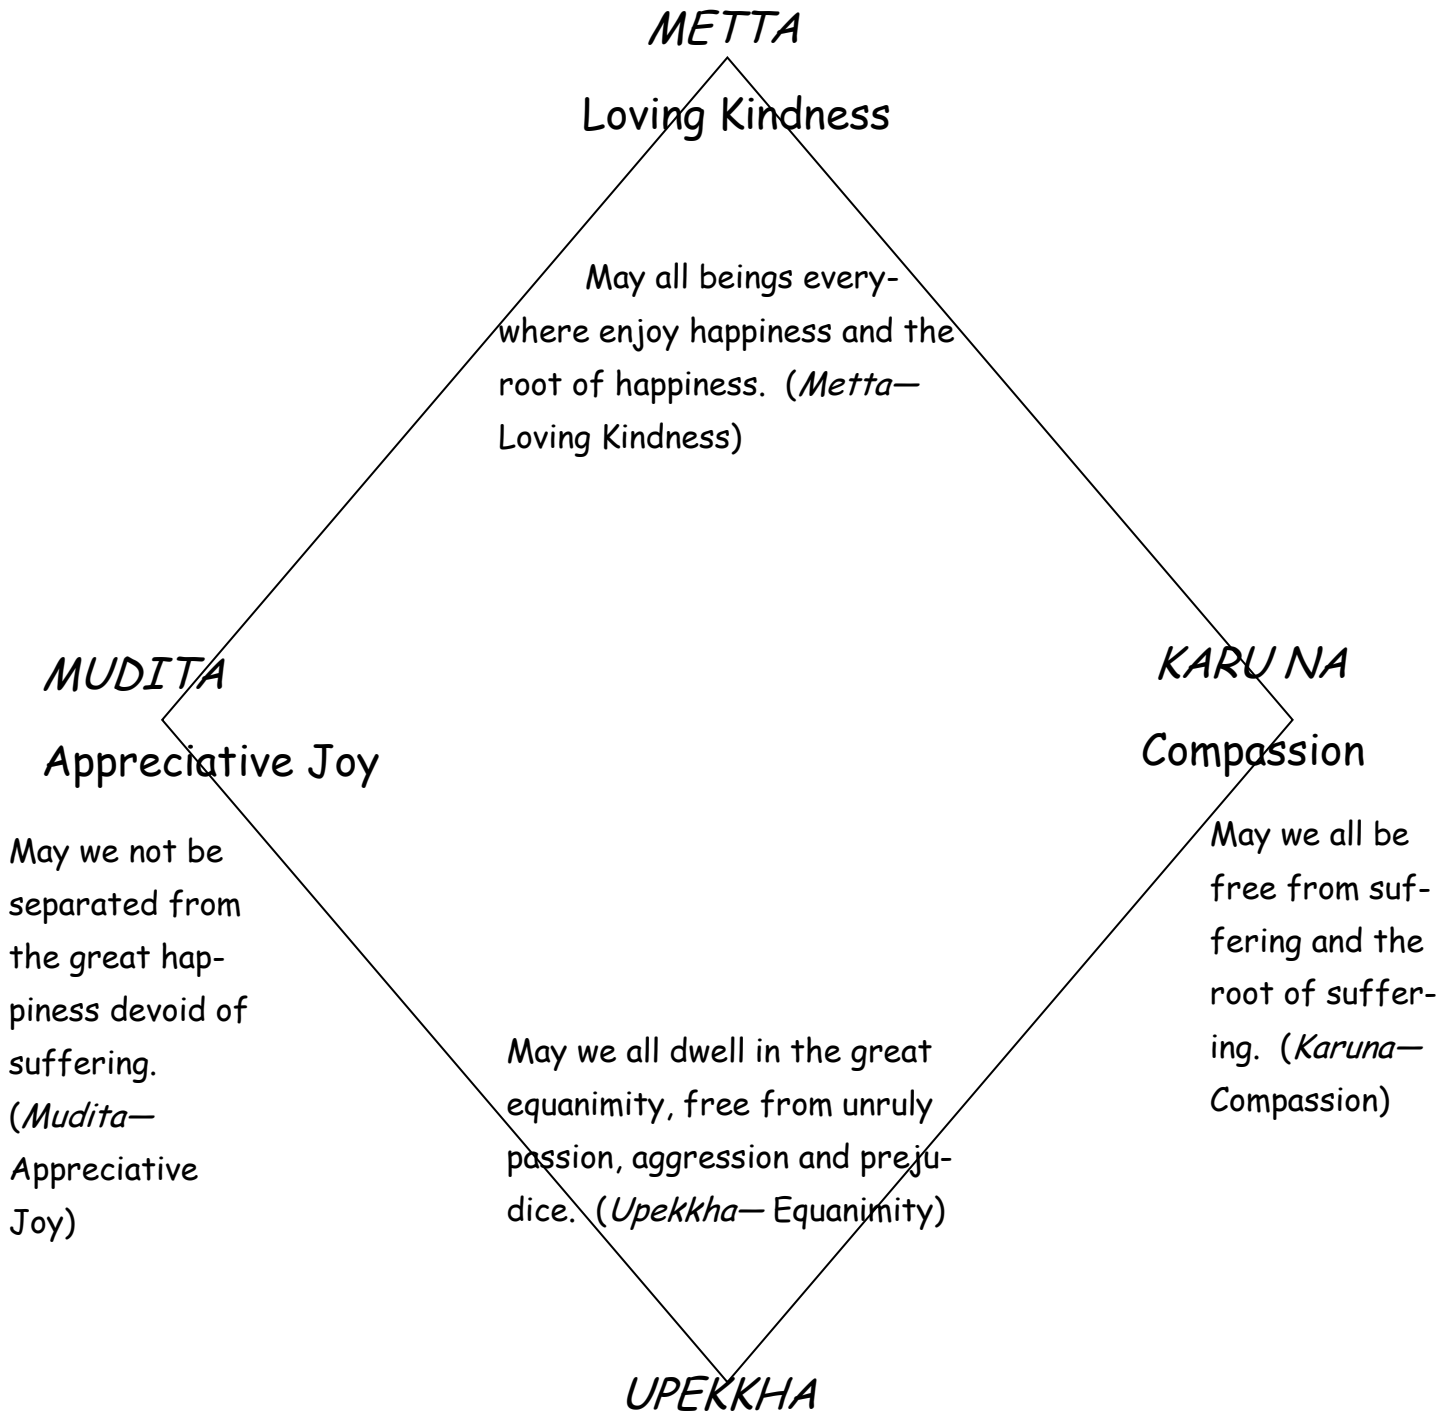 METTA
Loving Kindness
May all beings every-
where enjoy happiness and the
root of happiness.  (Metta—
Loving Kindness)
MUDITA
Appreciative Joy
May we not be
separated from
the great hap-
piness devoid of
suffering.
(Mudita—
Appreciative
Joy)
KARU NA
Compassion
May we all be
free from suf-
fering and the
root of suffer-
ing.  (Karuna—
Compassion)
May we all dwell in the great
equanimity, free from unruly
passion, aggression and preju-
dice.  (Upekkha— Equanimity)
UPEKKHA